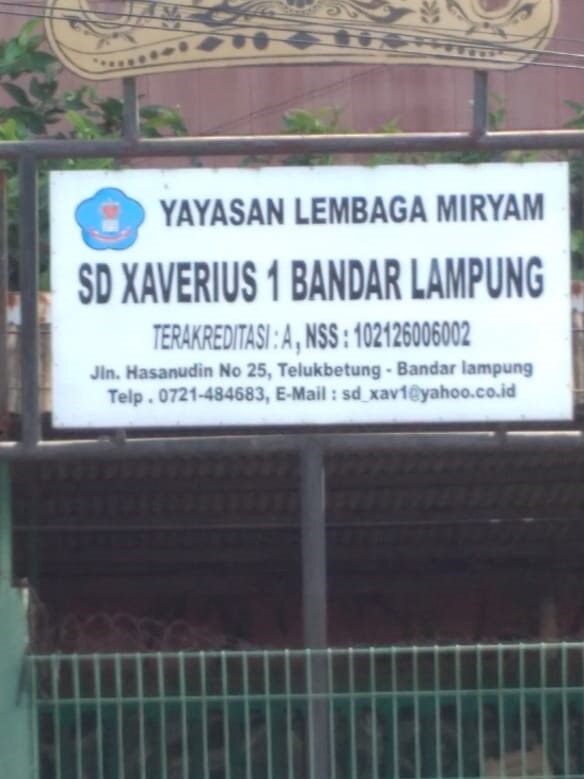 YAYASAN LEMBAGA MIRYAM
SD XAVERIUS 1 BANDAR LAMPUNG
TERAKREDITASI : A, NSS : 102126006002
Jln. Hasanudin No 25, Telukbetung - Bandar lampung
Telp . 0721-484683, E-Mail : sd_xav1@yahoo.co.id